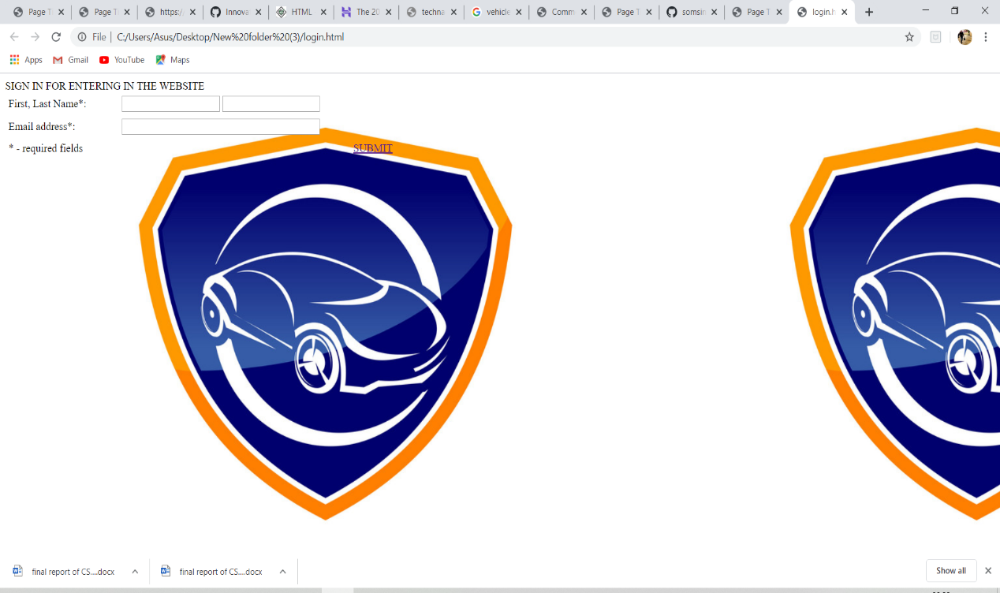 Page T Page T https:/ Innova HTML The 20 techna vehicle Comm Page T somsin Page T login.h
File C:/Users/Asus/Desktop/New%20folder%20(3)/login.html
Apps Gmail YouTube Maps
SIGN IN FOR ENTERING IN THE WEBSITE
First, Last Name*:
Email address*:
* - required fields SUBMIT
final report of CS....docx final report of CS....docx Show all